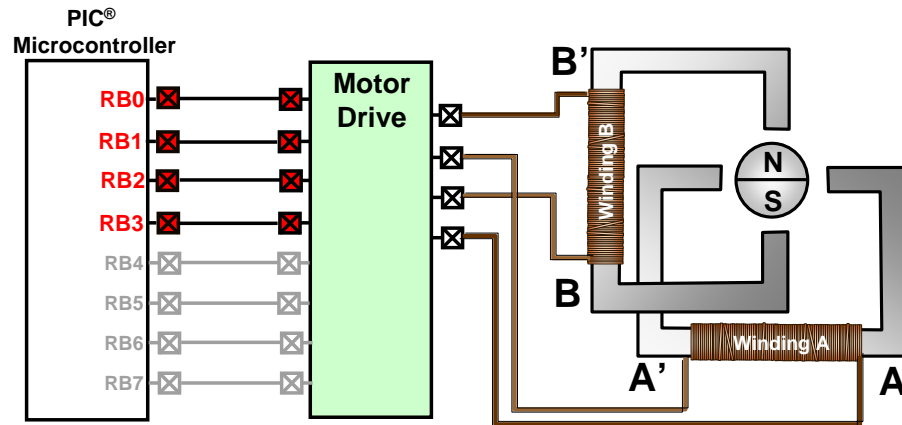 PIC®
Microcontroller
RB0
RB1
RB2
RB3
RB4
RB5
RB6
RB7
Motor
Drive
B’
Winding B
B
N
S
Winding A
A’
A